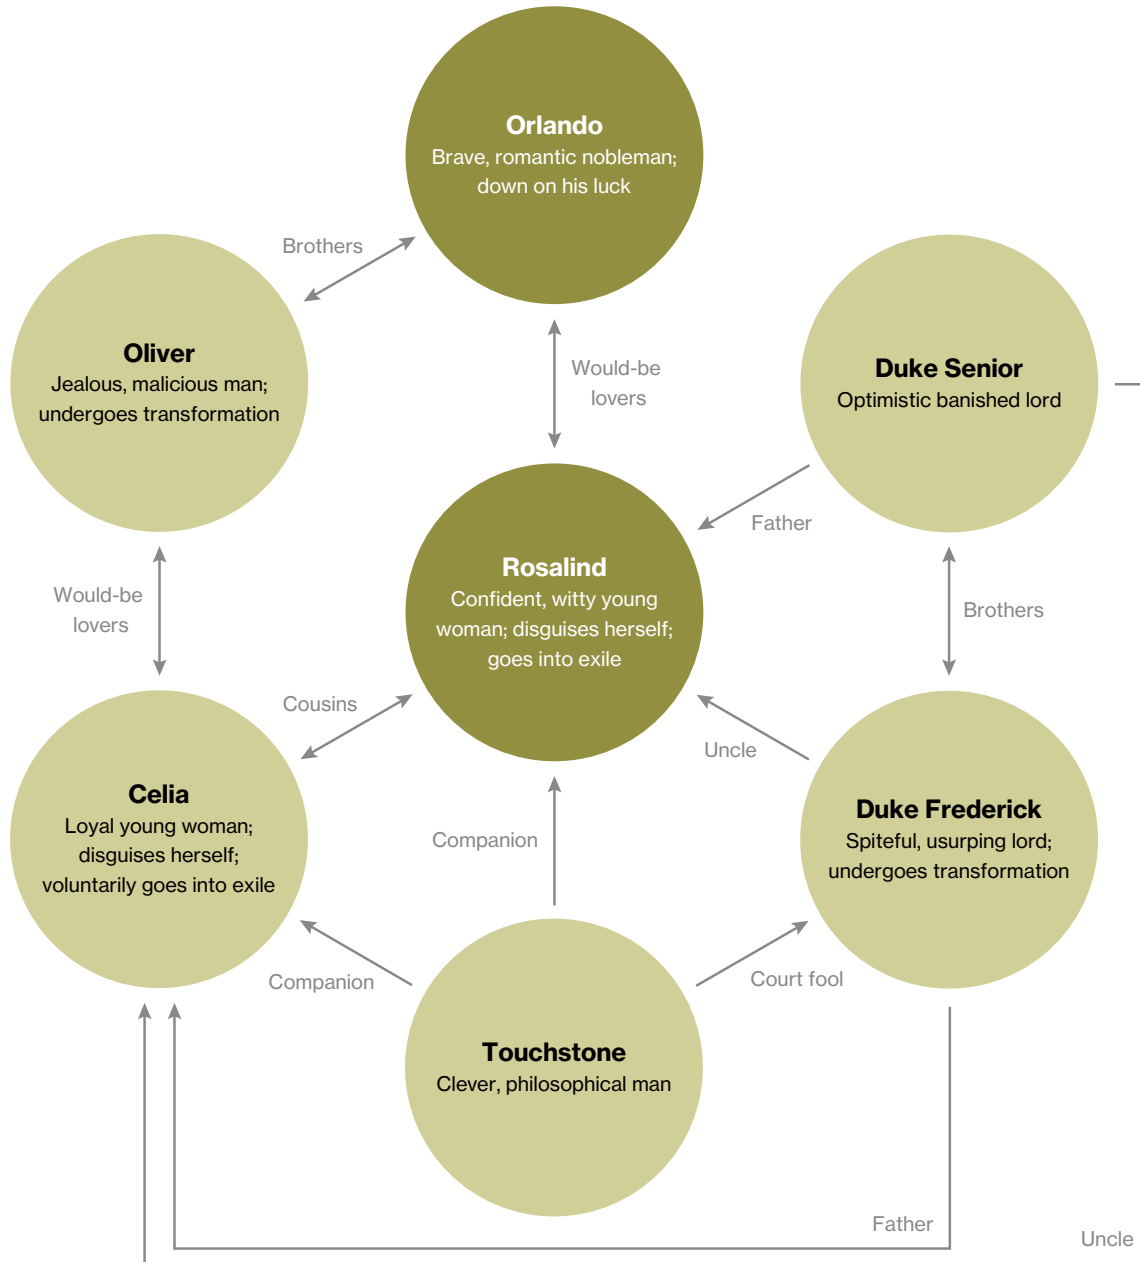 Orlando
Brave, romantic nobleman;
down on his luck
Brothers
Oliver
Jealous, malicious man;
undergoes transformation
Would-be
lovers
Duke Senior
Optimistic banished lord
Father
Rosalind
Confident, witty young
woman; disguises herself;
goes into exile
Would-be
lovers
Brothers
Cousins
Uncle
Celia
Loyal young woman;
disguises herself;
voluntarily goes into exile
Companion
Duke Frederick
Spiteful, usurping lord;
undergoes transformation
Companion
Court fool
Touchstone
Clever, philosophical man
Father
Uncle